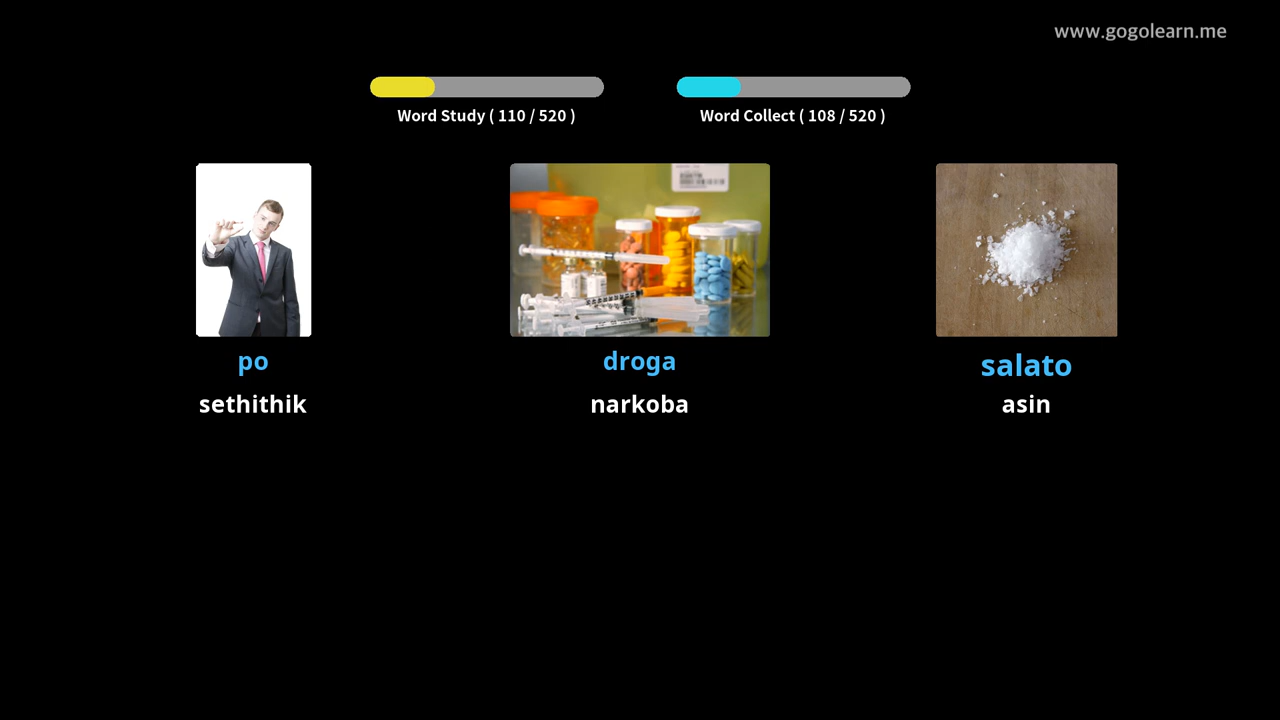 www.gogolearn.me
Word Study ( 110 / 520 )
Word Collect ( 108 / 520 )
po
droga
salato
sethithik
narkoba
asin